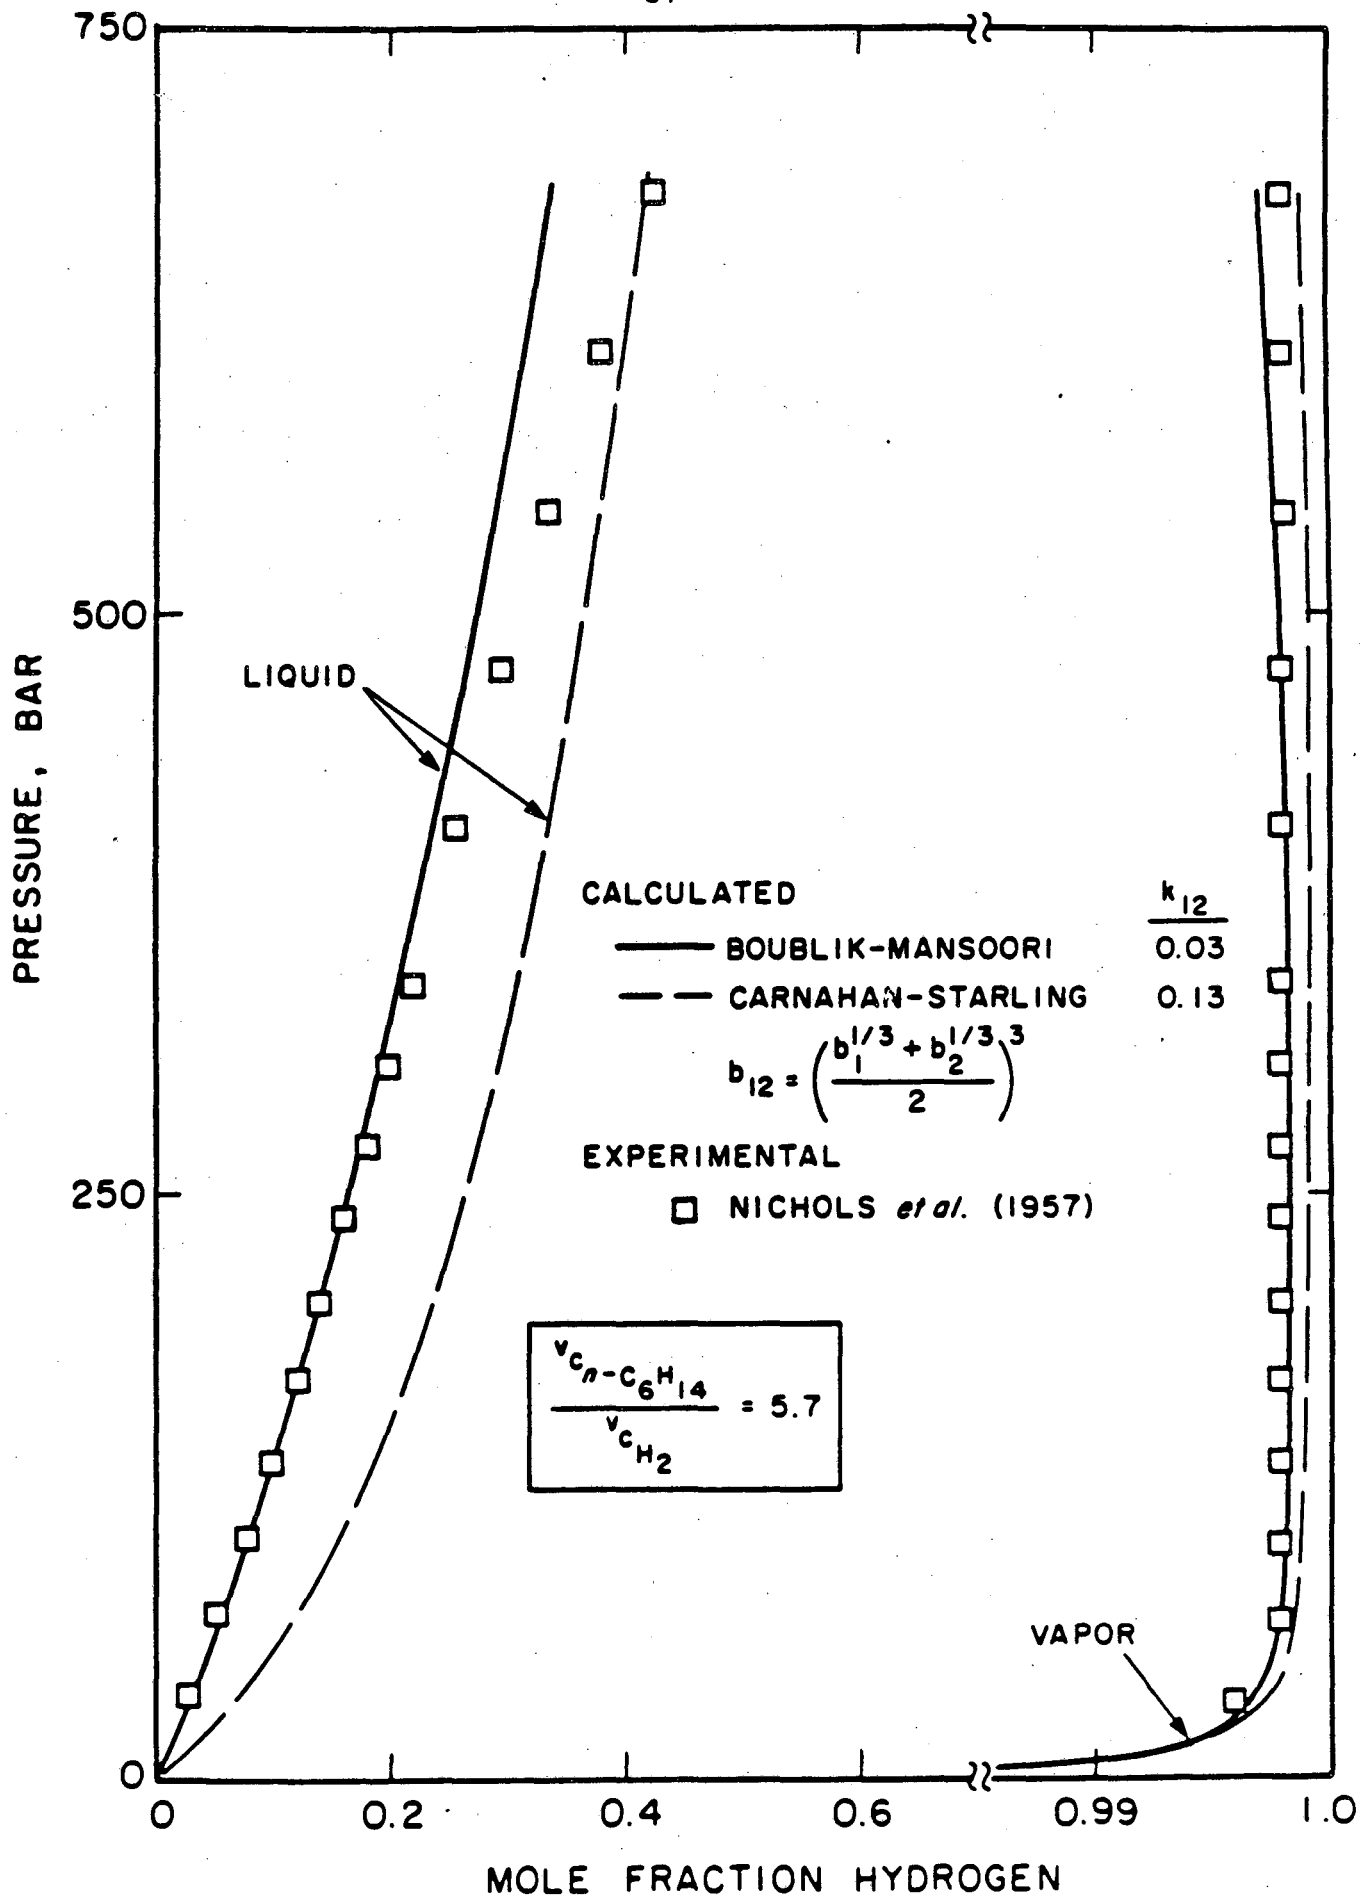 750
500
250
0
PRESSURE, BAR
LIQUID
CALCULATED k12
BOUBLIK-MANSOORI 0.03
CARNAHAN-STARLING 0.13
b12 = ((b1^1/3 + b2^1/3)/2)^3
EXPERIMENTAL
NICHOLS et al. (1957)
vc n-C6H14 / vc H2 = 5.7
VAPOR
0 0.2 0.4 0.6 0.99 1.0
MOLE FRACTION HYDROGEN